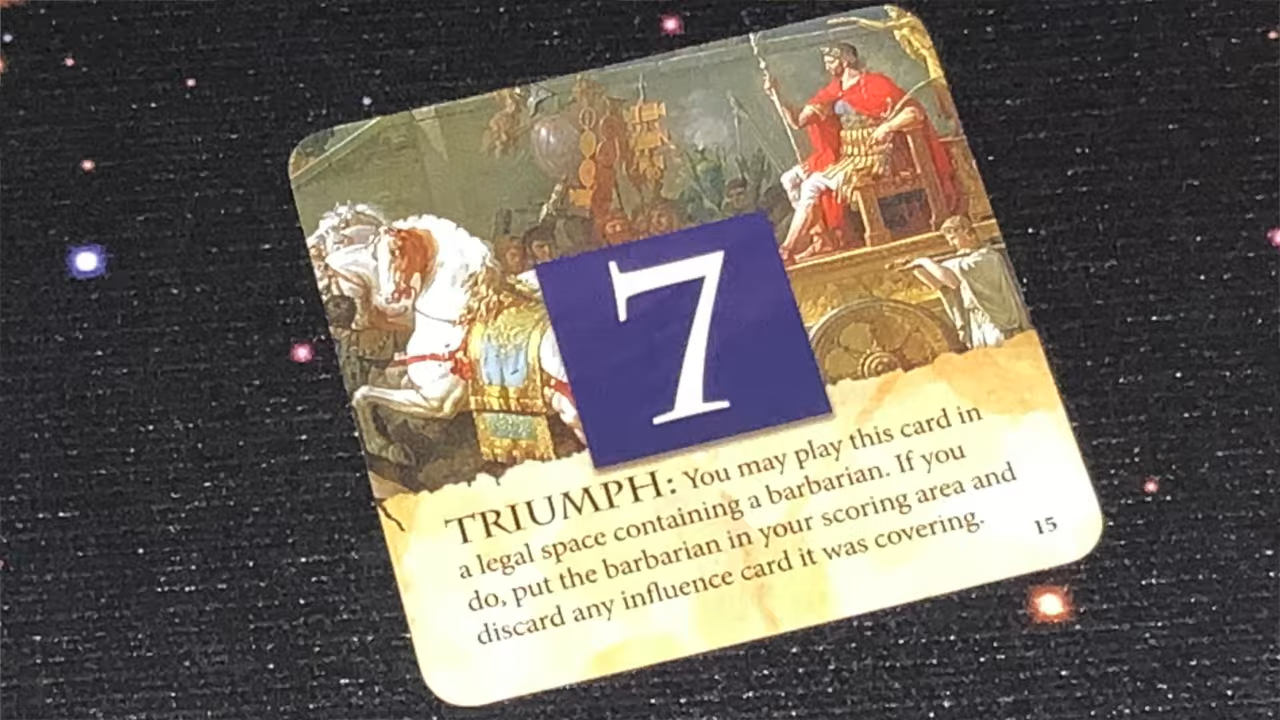 7
TRIUMPH: You may play this card in
a legal space containing a barbarian. If you
do, put the barbarian in your scoring area and
discard any influence card it was covering.
15